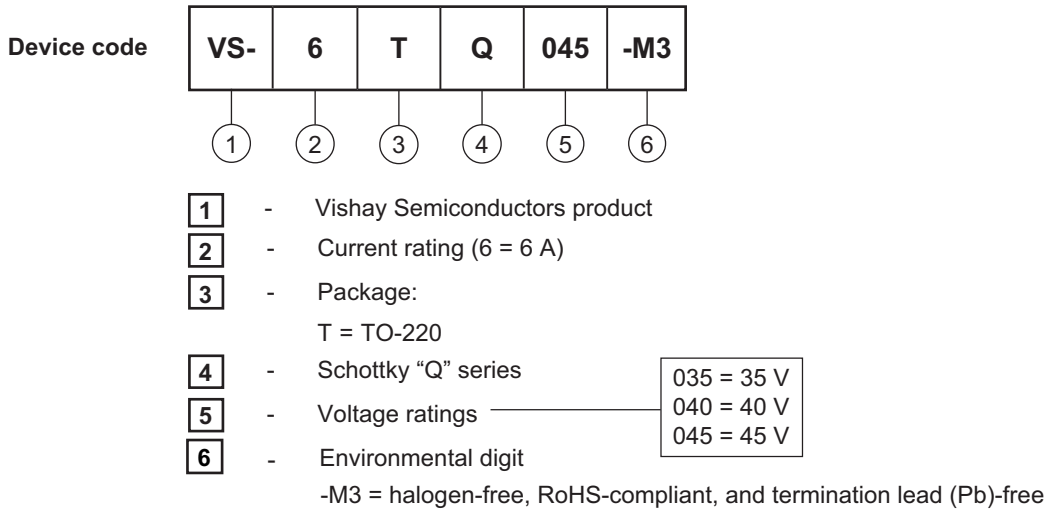 Device code
VS- 6 T Q 045 -M3
1 2 3 4 5 6
1 - Vishay Semiconductors product
2 - Current rating (6 = 6 A)
3 - Package:
T = TO-220
4 - Schottky “Q” series
035 = 35 V
5 - Voltage ratings
040 = 40 V
045 = 45 V
6 - Environmental digit
-M3 = halogen-free, RoHS-compliant, and termination lead (Pb)-free